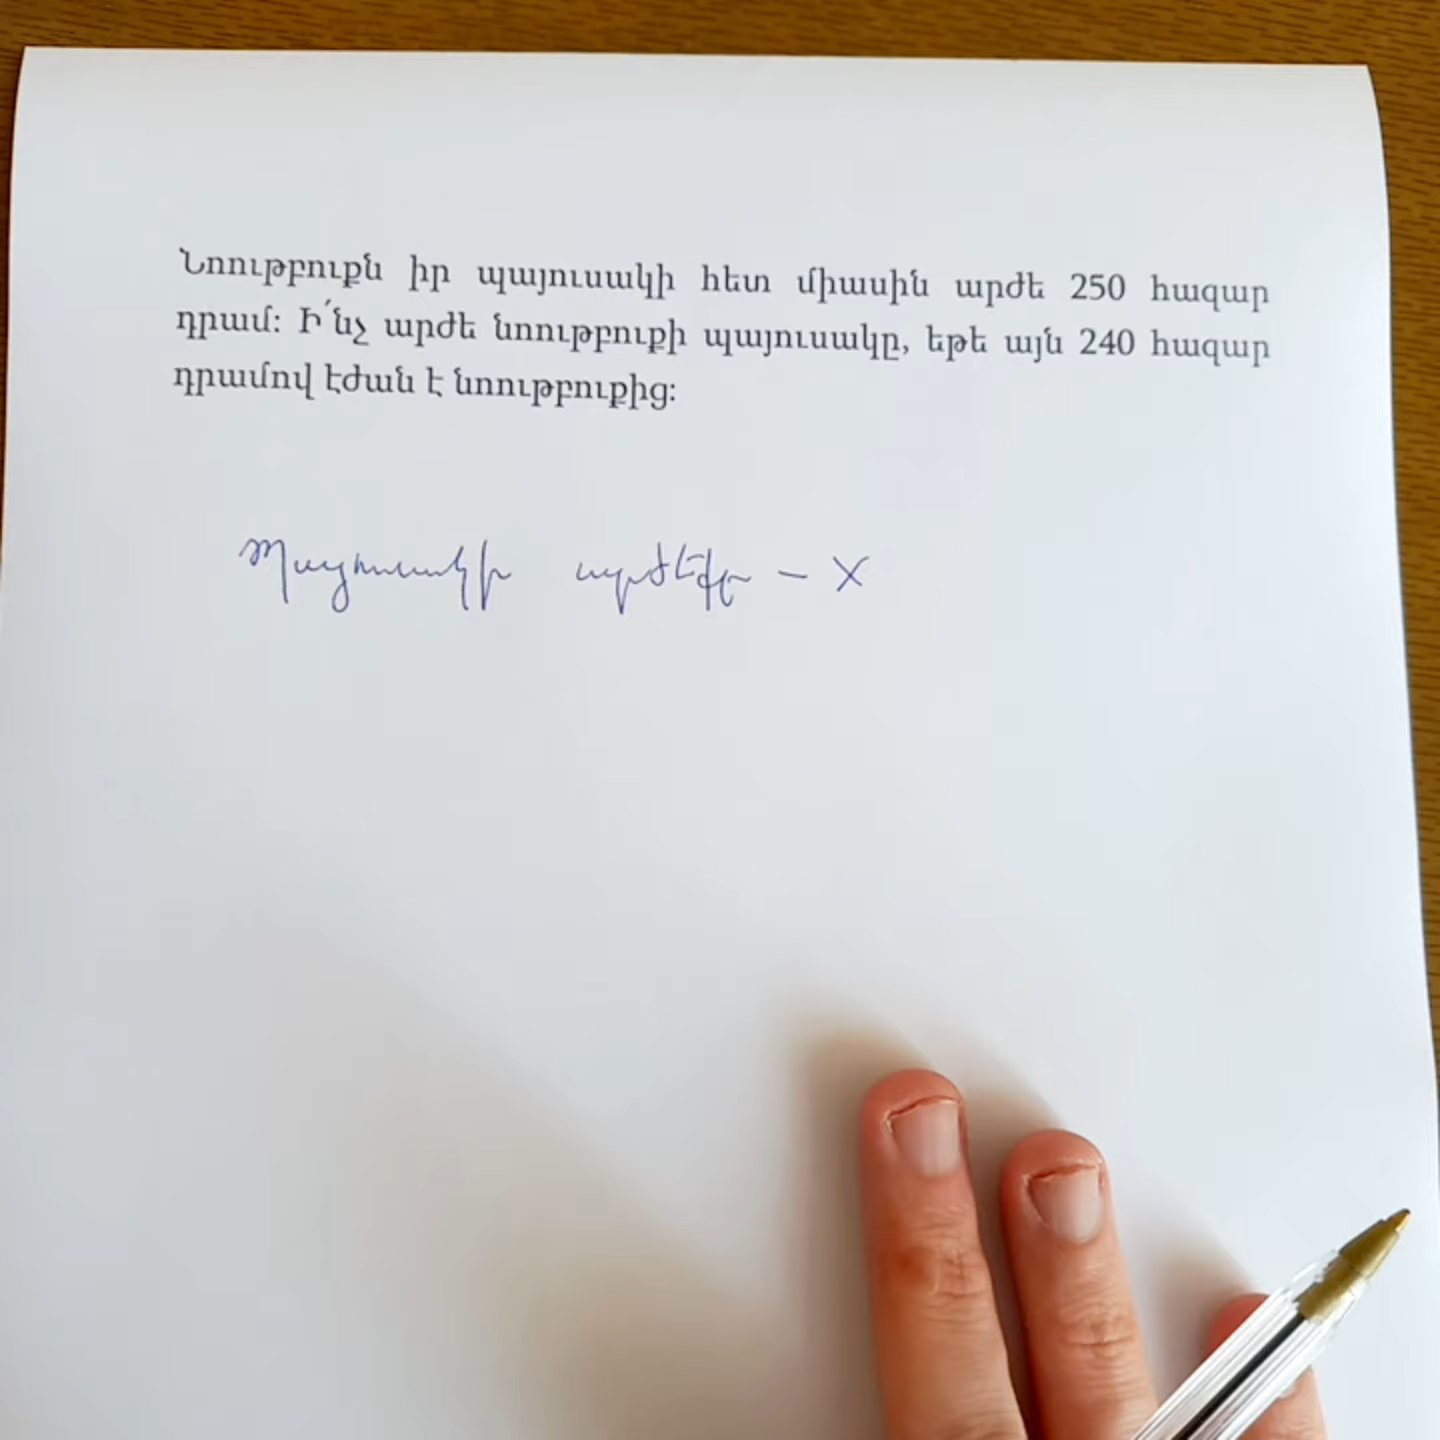 Նոութբուքն իր պայուսակի հետ միասին արժե 250 հազար
դրամ: Ի՞նչ արժե նոութբուքի պայուսակը, եթե այն 240 հազար
դրամով էժան է նոութբուքից:
Պայուսակի արժեքը – X